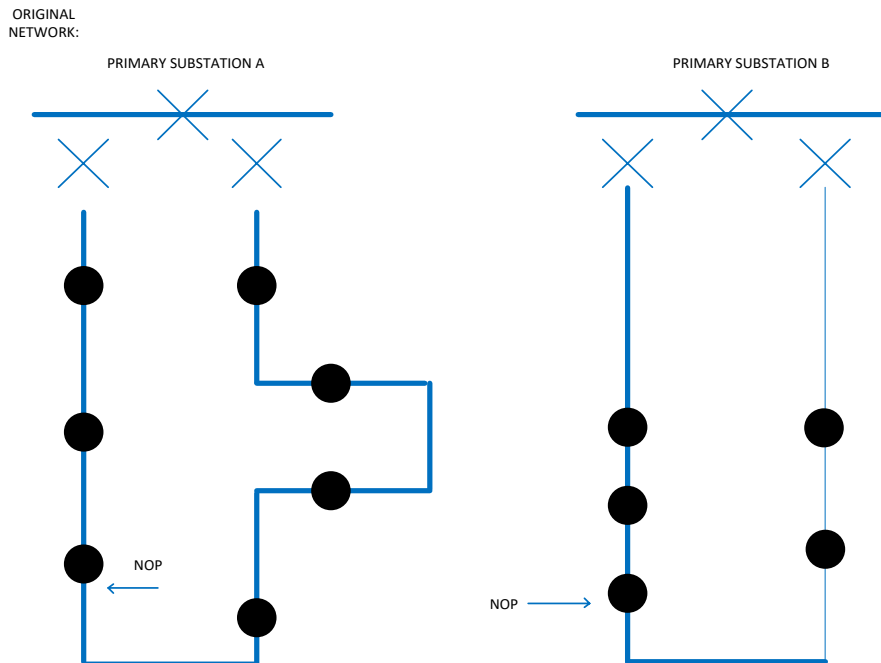 ORIGINAL
NETWORK:
PRIMARY SUBSTATION A
PRIMARY SUBSTATION B
NOP
NOP